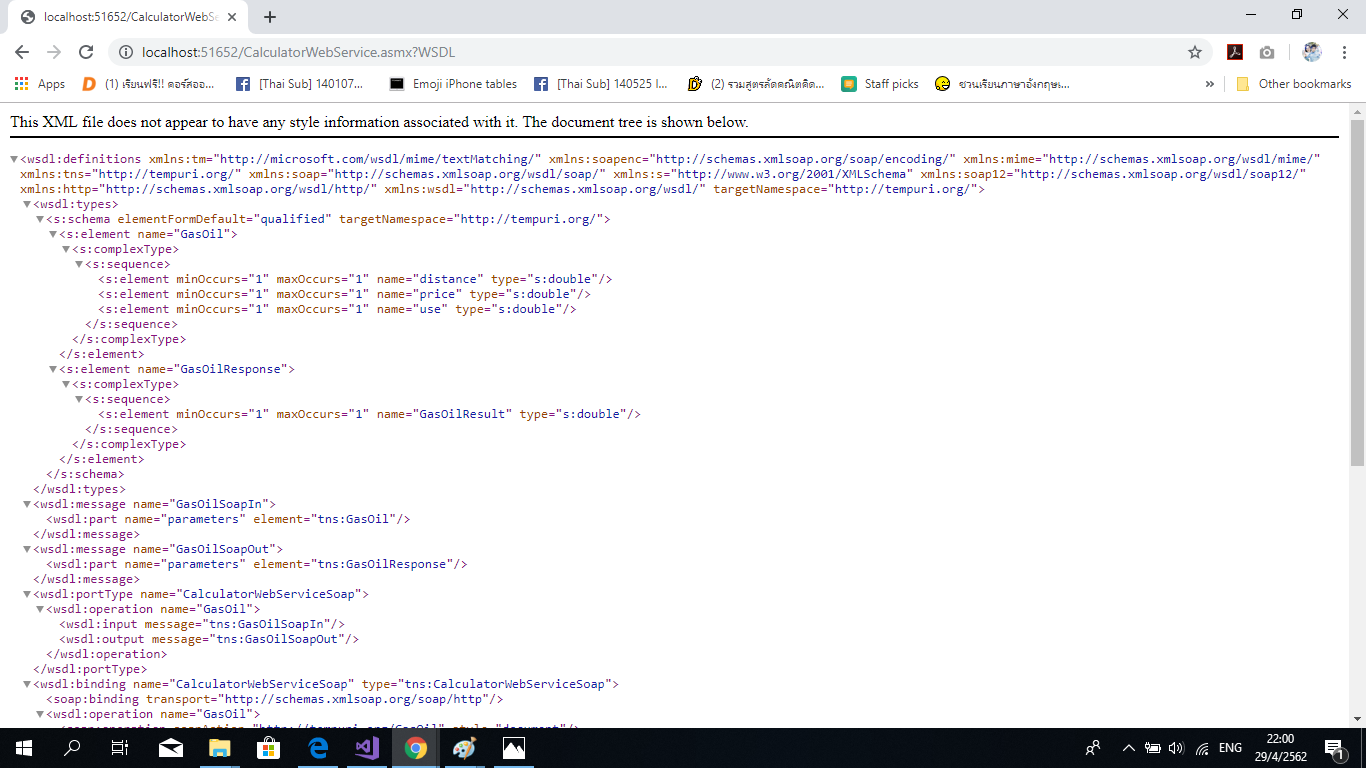 localhost:51652/CalculatorWebSe
localhost:51652/CalculatorWebService.asmx?WSDL
Apps
(1) เรียนฟรี!! คอร์สออ...
[Thai Sub] 140107...
Emoji iPhone tables
[Thai Sub] 140525 I...
(2) รวมสูตรลัดคณิตคิด...
Staff picks
ชวนเรียนภาษาอังกฤษเ...
»
Other bookmarks
This XML file does not appear to have any style information associated with it. The document tree is shown below.
<wsdl:definitions xmlns:tm="http://microsoft.com/wsdl/mime/textMatching/" xmlns:soapenc="http://schemas.xmlsoap.org/soap/encoding/" xmlns:mime="http://schemas.xmlsoap.org/wsdl/mime/"
xmlns:tns="http://tempuri.org/" xmlns:soap="http://schemas.xmlsoap.org/wsdl/soap/" xmlns:s="http://www.w3.org/2001/XMLSchema" xmlns:soap12="http://schemas.xmlsoap.org/wsdl/soap12/"
xmlns:http="http://schemas.xmlsoap.org/wsdl/http/" xmlns:wsdl="http://schemas.xmlsoap.org/wsdl/" targetNamespace="http://tempuri.org/">
<wsdl:types>
<s:schema elementFormDefault="qualified" targetNamespace="http://tempuri.org/">
<s:element name="GasOil">
<s:complexType>
<s:sequence>
<s:element minOccurs="1" maxOccurs="1" name="distance" type="s:double"/>
<s:element minOccurs="1" maxOccurs="1" name="price" type="s:double"/>
<s:element minOccurs="1" maxOccurs="1" name="use" type="s:double"/>
</s:sequence>
</s:complexType>
</s:element>
<s:element name="GasOilResponse">
<s:complexType>
<s:sequence>
<s:element minOccurs="1" maxOccurs="1" name="GasOilResult" type="s:double"/>
</s:sequence>
</s:complexType>
</s:element>
</s:schema>
</wsdl:types>
<wsdl:message name="GasOilSoapIn">
<wsdl:part name="parameters" element="tns:GasOil"/>
</wsdl:message>
<wsdl:message name="GasOilSoapOut">
<wsdl:part name="parameters" element="tns:GasOilResponse"/>
</wsdl:message>
<wsdl:portType name="CalculatorWebServiceSoap">
<wsdl:operation name="GasOil">
<wsdl:input message="tns:GasOilSoapIn"/>
<wsdl:output message="tns:GasOilSoapOut"/>
</wsdl:operation>
</wsdl:portType>
<wsdl:binding name="CalculatorWebServiceSoap" type="tns:CalculatorWebServiceSoap">
<soap:binding transport="http://schemas.xmlsoap.org/soap/http"/>
<wsdl:operation name="GasOil">
<soap:operation soapAction="http://tempuri.org/GasOil" style="document"/>
ENG
22:00
29/4/2562
1